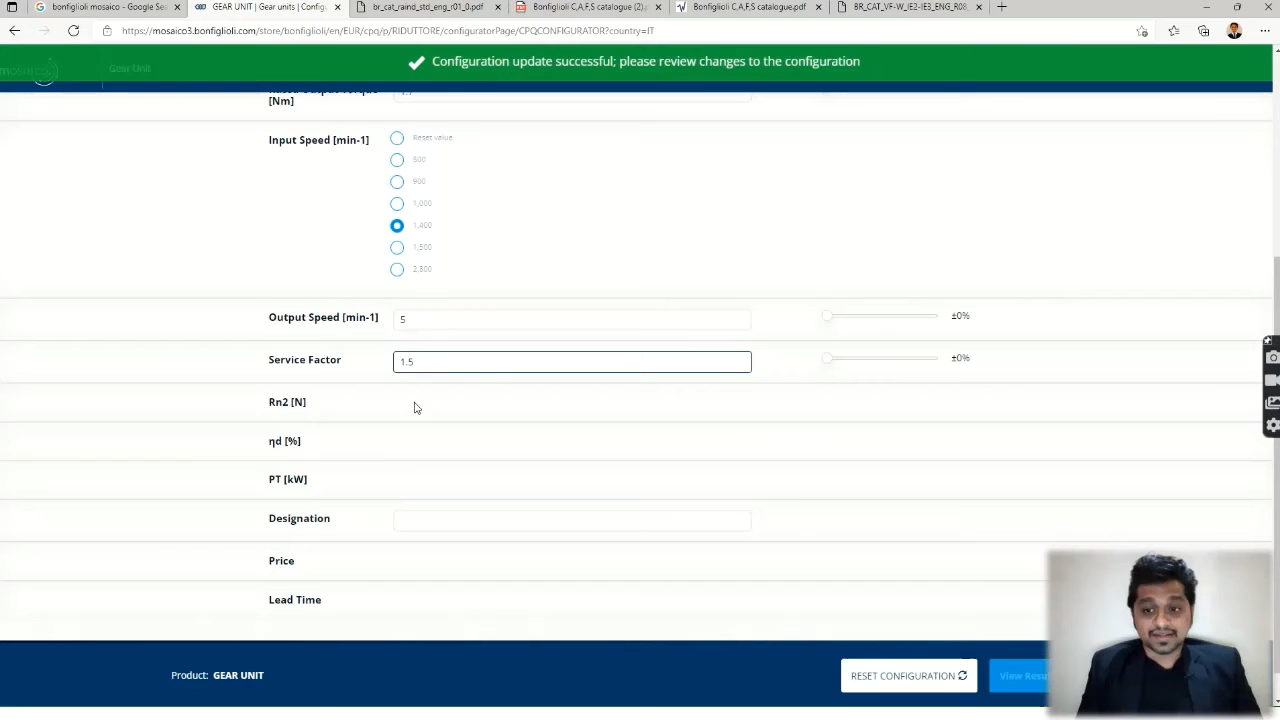 bonfiglioli mosaico - Google Sea
GEAR UNIT | Gear units | Config
br_cat_raind_std_eng_r01_0.pdf
Bonfiglioli C,A,F,S catalogue (2).p
Bonfiglioli C,A,F,S catalogue.pdf
BR_CAT_VF-W_IE2-IE3_ENG_R08
https://mosaico3.bonfiglioli.com/store/bonfiglioli/en/EUR/cpq/p/RIDUTTORE/configuratorPage/CPQCONFIGURATOR?country=IT
Configuration update successful; please review changes to the configuration
Gear Unit
[Nm]
Input Speed [min-1]
Reset value
500
900
1,000
1,400
1,500
2,800
Output Speed [min-1] 5 ±0%
Service Factor 1.5 ±0%
Rn2 [N]
ηd [%]
PT [kW]
Designation
Price
Lead Time
Product: GEAR UNIT
RESET CONFIGURATION
View Resu